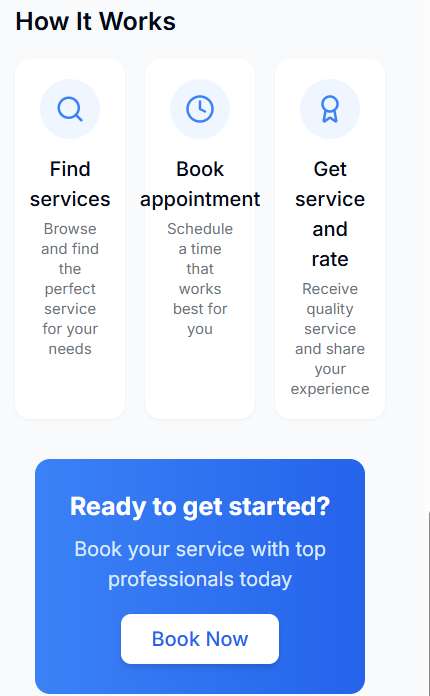 How It Works
Find
services
Browse
and find
the
perfect
service
for your
needs
Book
appointment
Schedule
a time
that
works
best for
you
Get
service
and
rate
Receive
quality
service
and share
your
experience
Ready to get started?
Book your service with top
professionals today
Book Now